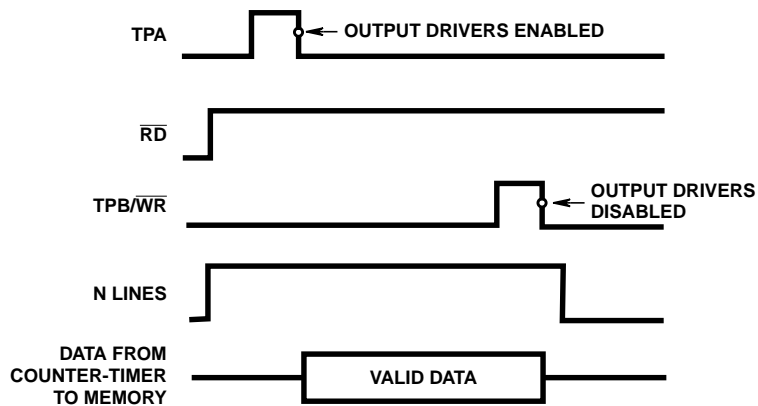 TPA
OUTPUT DRIVERS ENABLED
RD
TPB/WR
OUTPUT DRIVERS
DISABLED
N LINES
DATA FROM
COUNTER-TIMER
TO MEMORY
VALID DATA